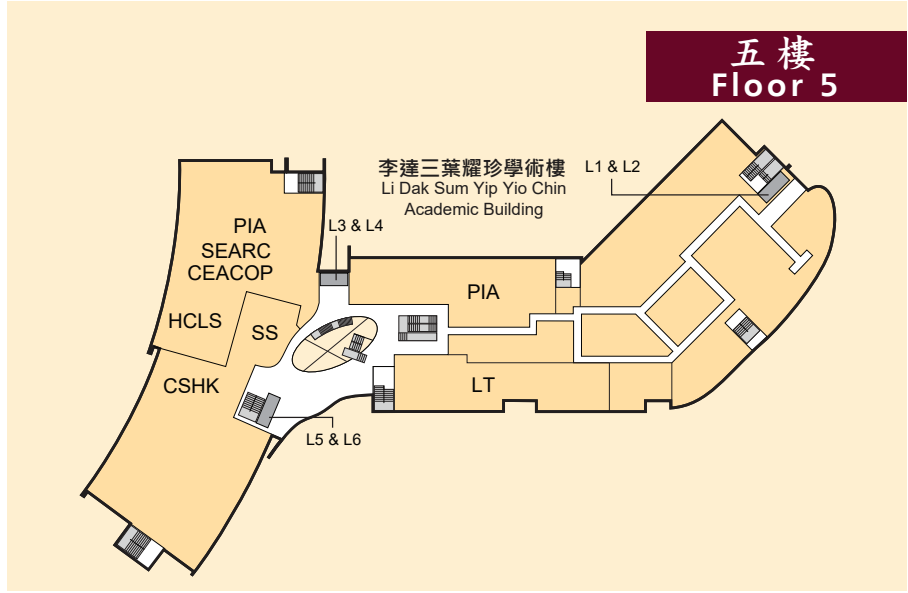 五樓
Floor 5
李達三葉耀珍學術樓
Li Dak Sum Yip Yio Chin
Academic Building
L1 & L2
PIA
SEARC
CEACOP
L3 & L4
PIA
HCLS
SS
CSHK
LT
L5 & L6